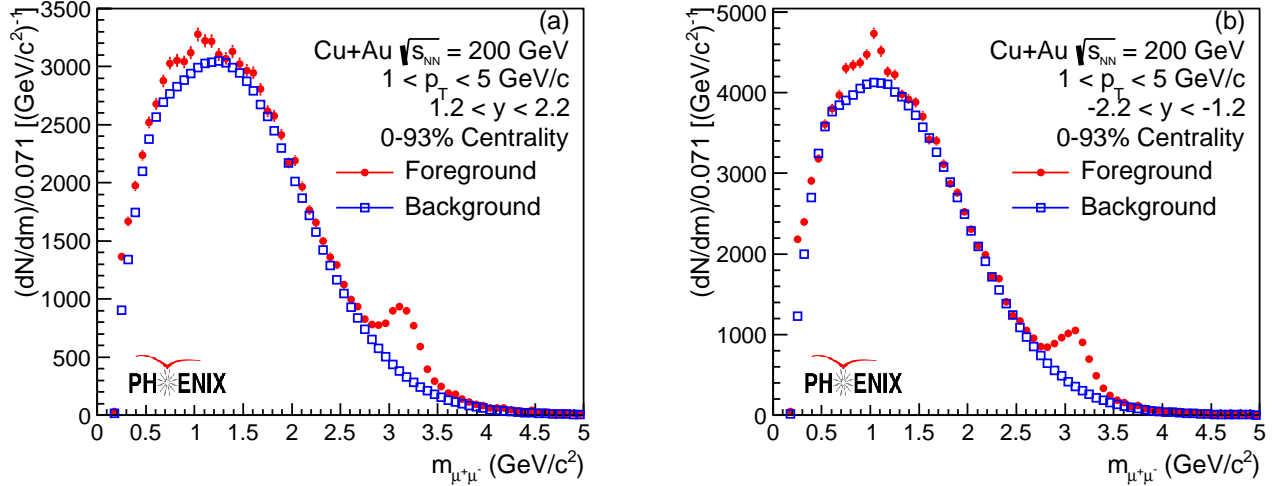 (a)
Cu+Au √s_NN = 200 GeV
1 < p_T < 5 GeV/c
1.2 < y < 2.2
0-93% Centrality
Foreground
Background
PHENIX
(dN/dm)/0.071 [(GeV/c²)⁻¹]
3500
3000
2500
2000
1500
1000
500
0
0 0.5 1 1.5 2 2.5 3 3.5 4 4.5 5
m_μ⁺μ⁻ (GeV/c²)
(b)
Cu+Au √s_NN = 200 GeV
1 < p_T < 5 GeV/c
-2.2 < y < -1.2
0-93% Centrality
Foreground
Background
PHENIX
(dN/dm)/0.071 [(GeV/c²)⁻¹]
5000
4000
3000
2000
1000
0
0 0.5 1 1.5 2 2.5 3 3.5 4 4.5 5
m_μ⁺μ⁻ (GeV/c²)